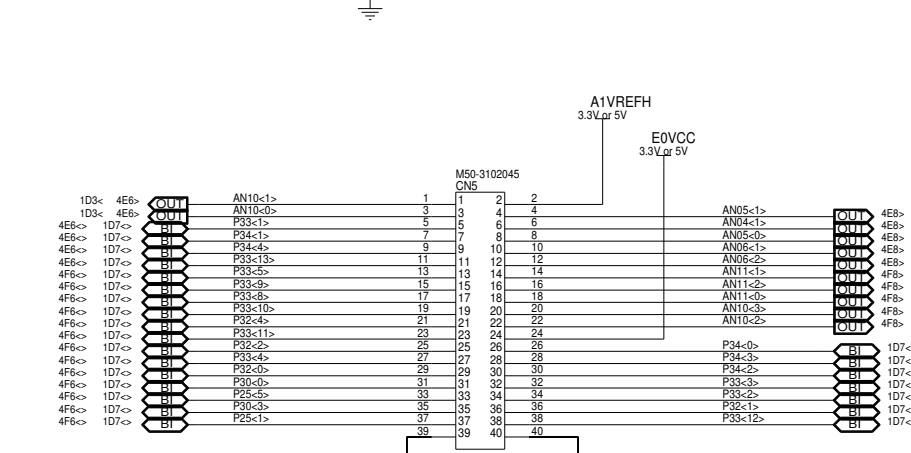 A1VREFH
3.3V or 5V
E0VCC
3.3V or 5V
M50-3102045
CN5
1D3< 4E6> OUT AN10<1> 1 1 2 2
1D3< 4E6> OUT AN10<0> 3 3 4 4 AN05<1> OUT 4E8>
4E6<> 1D7<> BI P33<1> 5 5 6 6 AN04<1> OUT 4E8>
4E6<> 1D7<> BI P34<1> 7 7 8 8 AN05<0> OUT 4E8>
4E6<> 1D7<> BI P34<4> 9 9 10 10 AN06<1> OUT 4E8>
4E6<> 1D7<> BI P33<13> 11 11 12 12 AN06<2> OUT 4E8>
4F6<> 1D7<> BI P33<5> 13 13 14 14 AN11<1> OUT 4F8>
4F6<> 1D7<> BI P33<9> 15 15 16 16 AN11<2> OUT 4F8>
4F6<> 1D7<> BI P33<8> 17 17 18 18 AN11<0> OUT 4F8>
4F6<> 1D7<> BI P33<10> 19 19 20 20 AN10<3> OUT 4F8>
4F6<> 1D7<> BI P32<4> 21 21 22 22 AN10<2> OUT 4F8>
4F6<> 1D7<> BI P33<11> 23 23 24 24
4F6<> 1D7<> BI P32<2> 25 25 26 26 P34<0> BI 1D7<
4F6<> 1D7<> BI P33<4> 27 27 28 28 P34<3> BI 1D7<
4F6<> 1D7<> BI P32<0> 29 29 30 30 P34<2> BI 1D7<
4F6<> 1D7<> BI P30<0> 31 31 32 32 P33<3> BI 1D7<
4F6<> 1D7<> BI P25<5> 33 33 34 34 P33<2> BI 1D7<
4F6<> 1D7<> BI P30<3> 35 35 36 36 P32<1> BI 1D7<
4F6<> 1D7<> BI P25<1> 37 37 38 38 P33<12> BI 1D7<
39 39 40 40